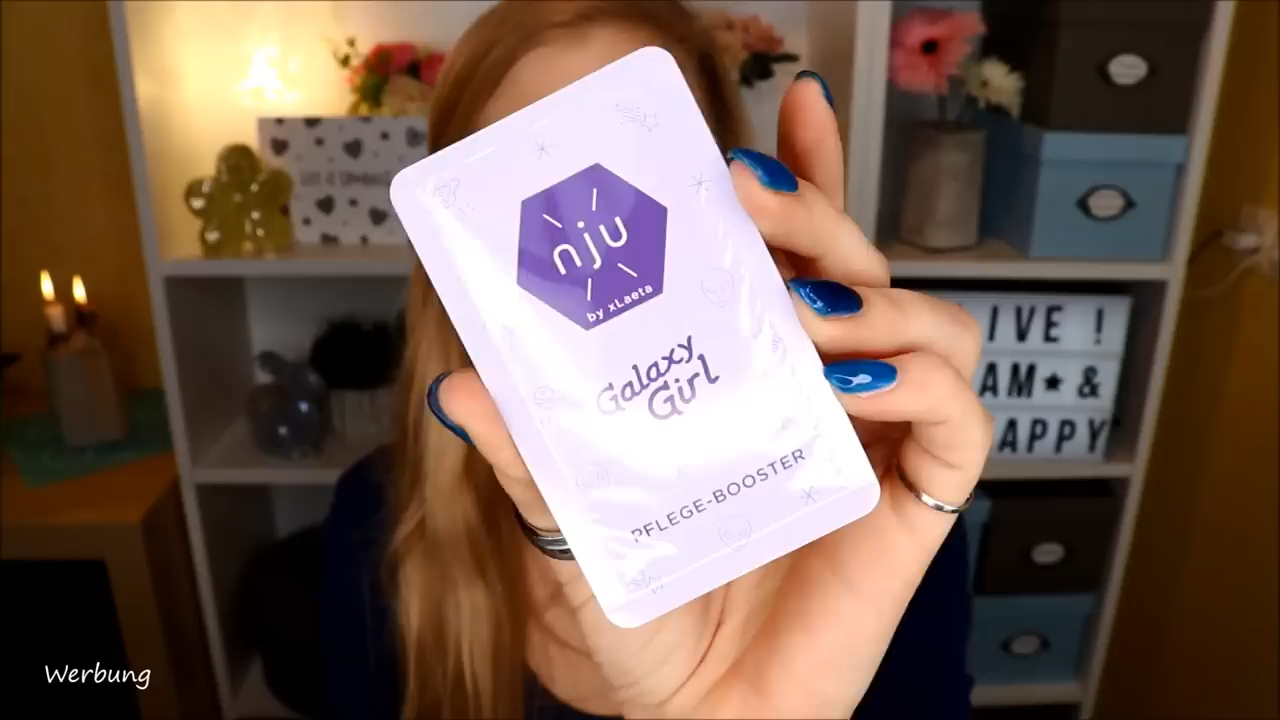 nju
by xLaeta
Galaxy
Girl
PFLEGE-BOOSTER
IVE !
AM ★ &
APPY
Werbung